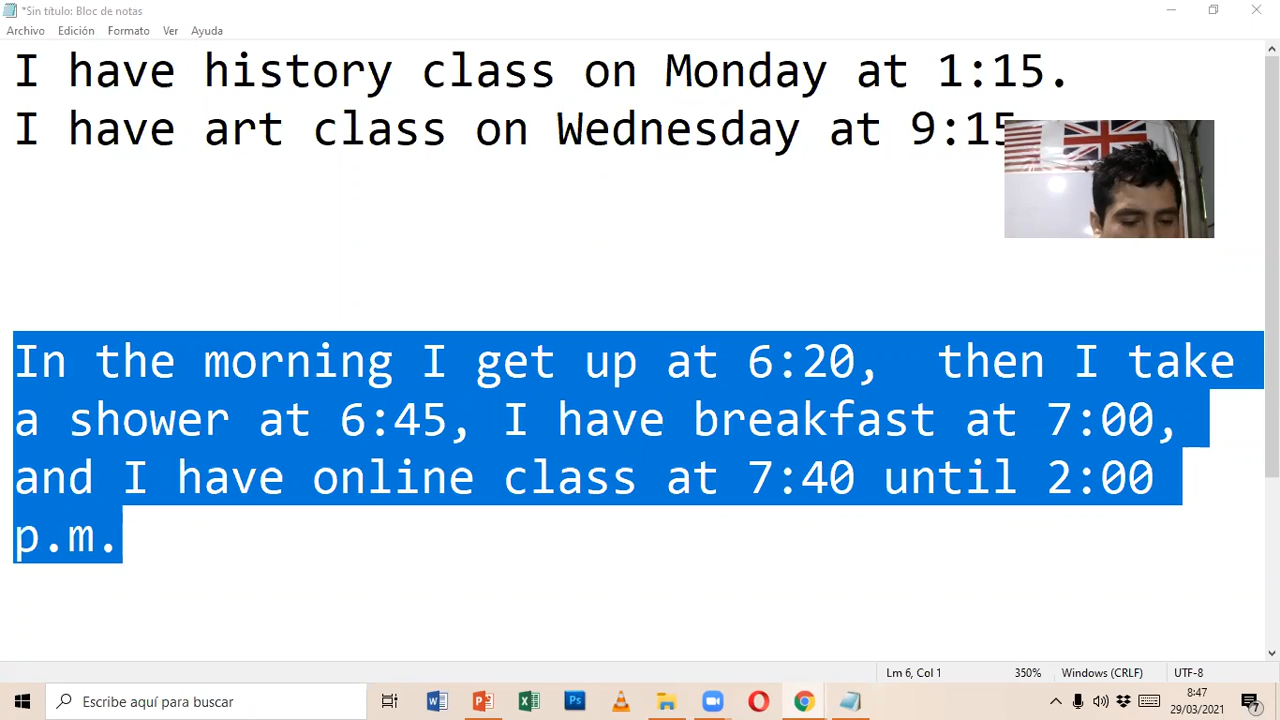 *Sin título: Bloc de notas
Archivo Edición Formato Ver Ayuda
I have history class on Monday at 1:15.
I have art class on Wednesday at 9:15
In the morning I get up at 6:20,  then I take
a shower at 6:45, I have breakfast at 7:00,
and I have online class at 7:40 until 2:00
p.m.
Lm 6, Col 1 350% Windows (CRLF) UTF-8
Escribe aquí para buscar
8:47
29/03/2021
7